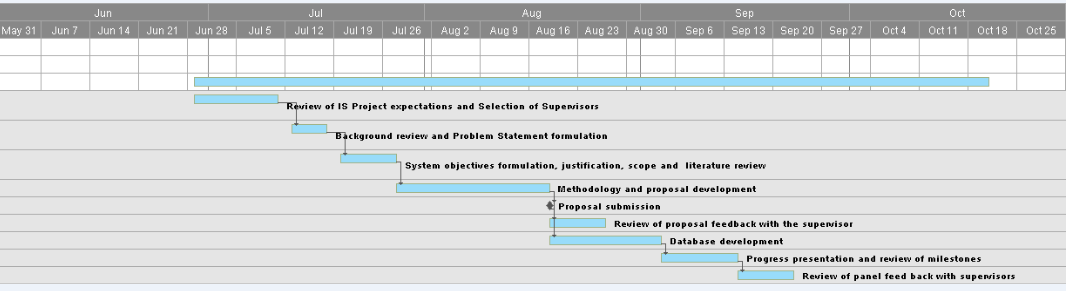 Jun Jul Aug Sep Oct
May 31 Jun 7 Jun 14 Jun 21 Jun 28 Jul 5 Jul 12 Jul 19 Jul 26 Aug 2 Aug 9 Aug 16 Aug 23 Aug 30 Sep 6 Sep 13 Sep 20 Sep 27 Oct 4 Oct 11 Oct 18 Oct 25
Review of IS Project expectations and Selection of Supervisors
Background review and Problem Statement formulation
System objectives formulation, justification, scope and literature review
Methodology and proposal development
Proposal submission
Review of proposal feedback with the supervisor
Database development
Progress presentation and review of milestones
Review of panel feed back with supervisors